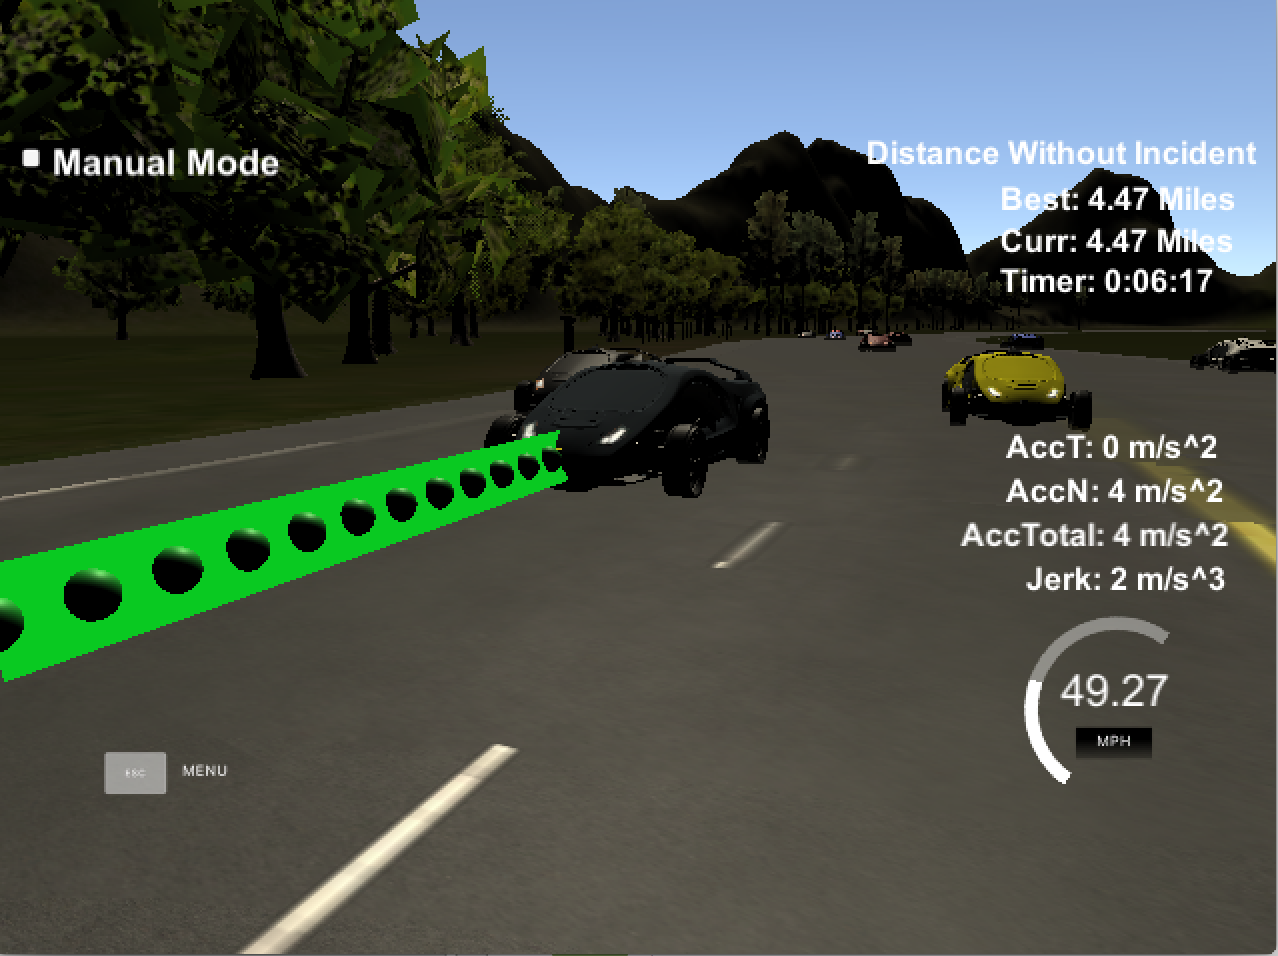 Manual Mode
Distance Without Incident
Best: 4.47 Miles
Curr: 4.47 Miles
Timer: 0:06:17
AccT: 0 m/s^2
AccN: 4 m/s^2
AccTotal: 4 m/s^2
Jerk: 2 m/s^3
49.27
MPH
ESC MENU